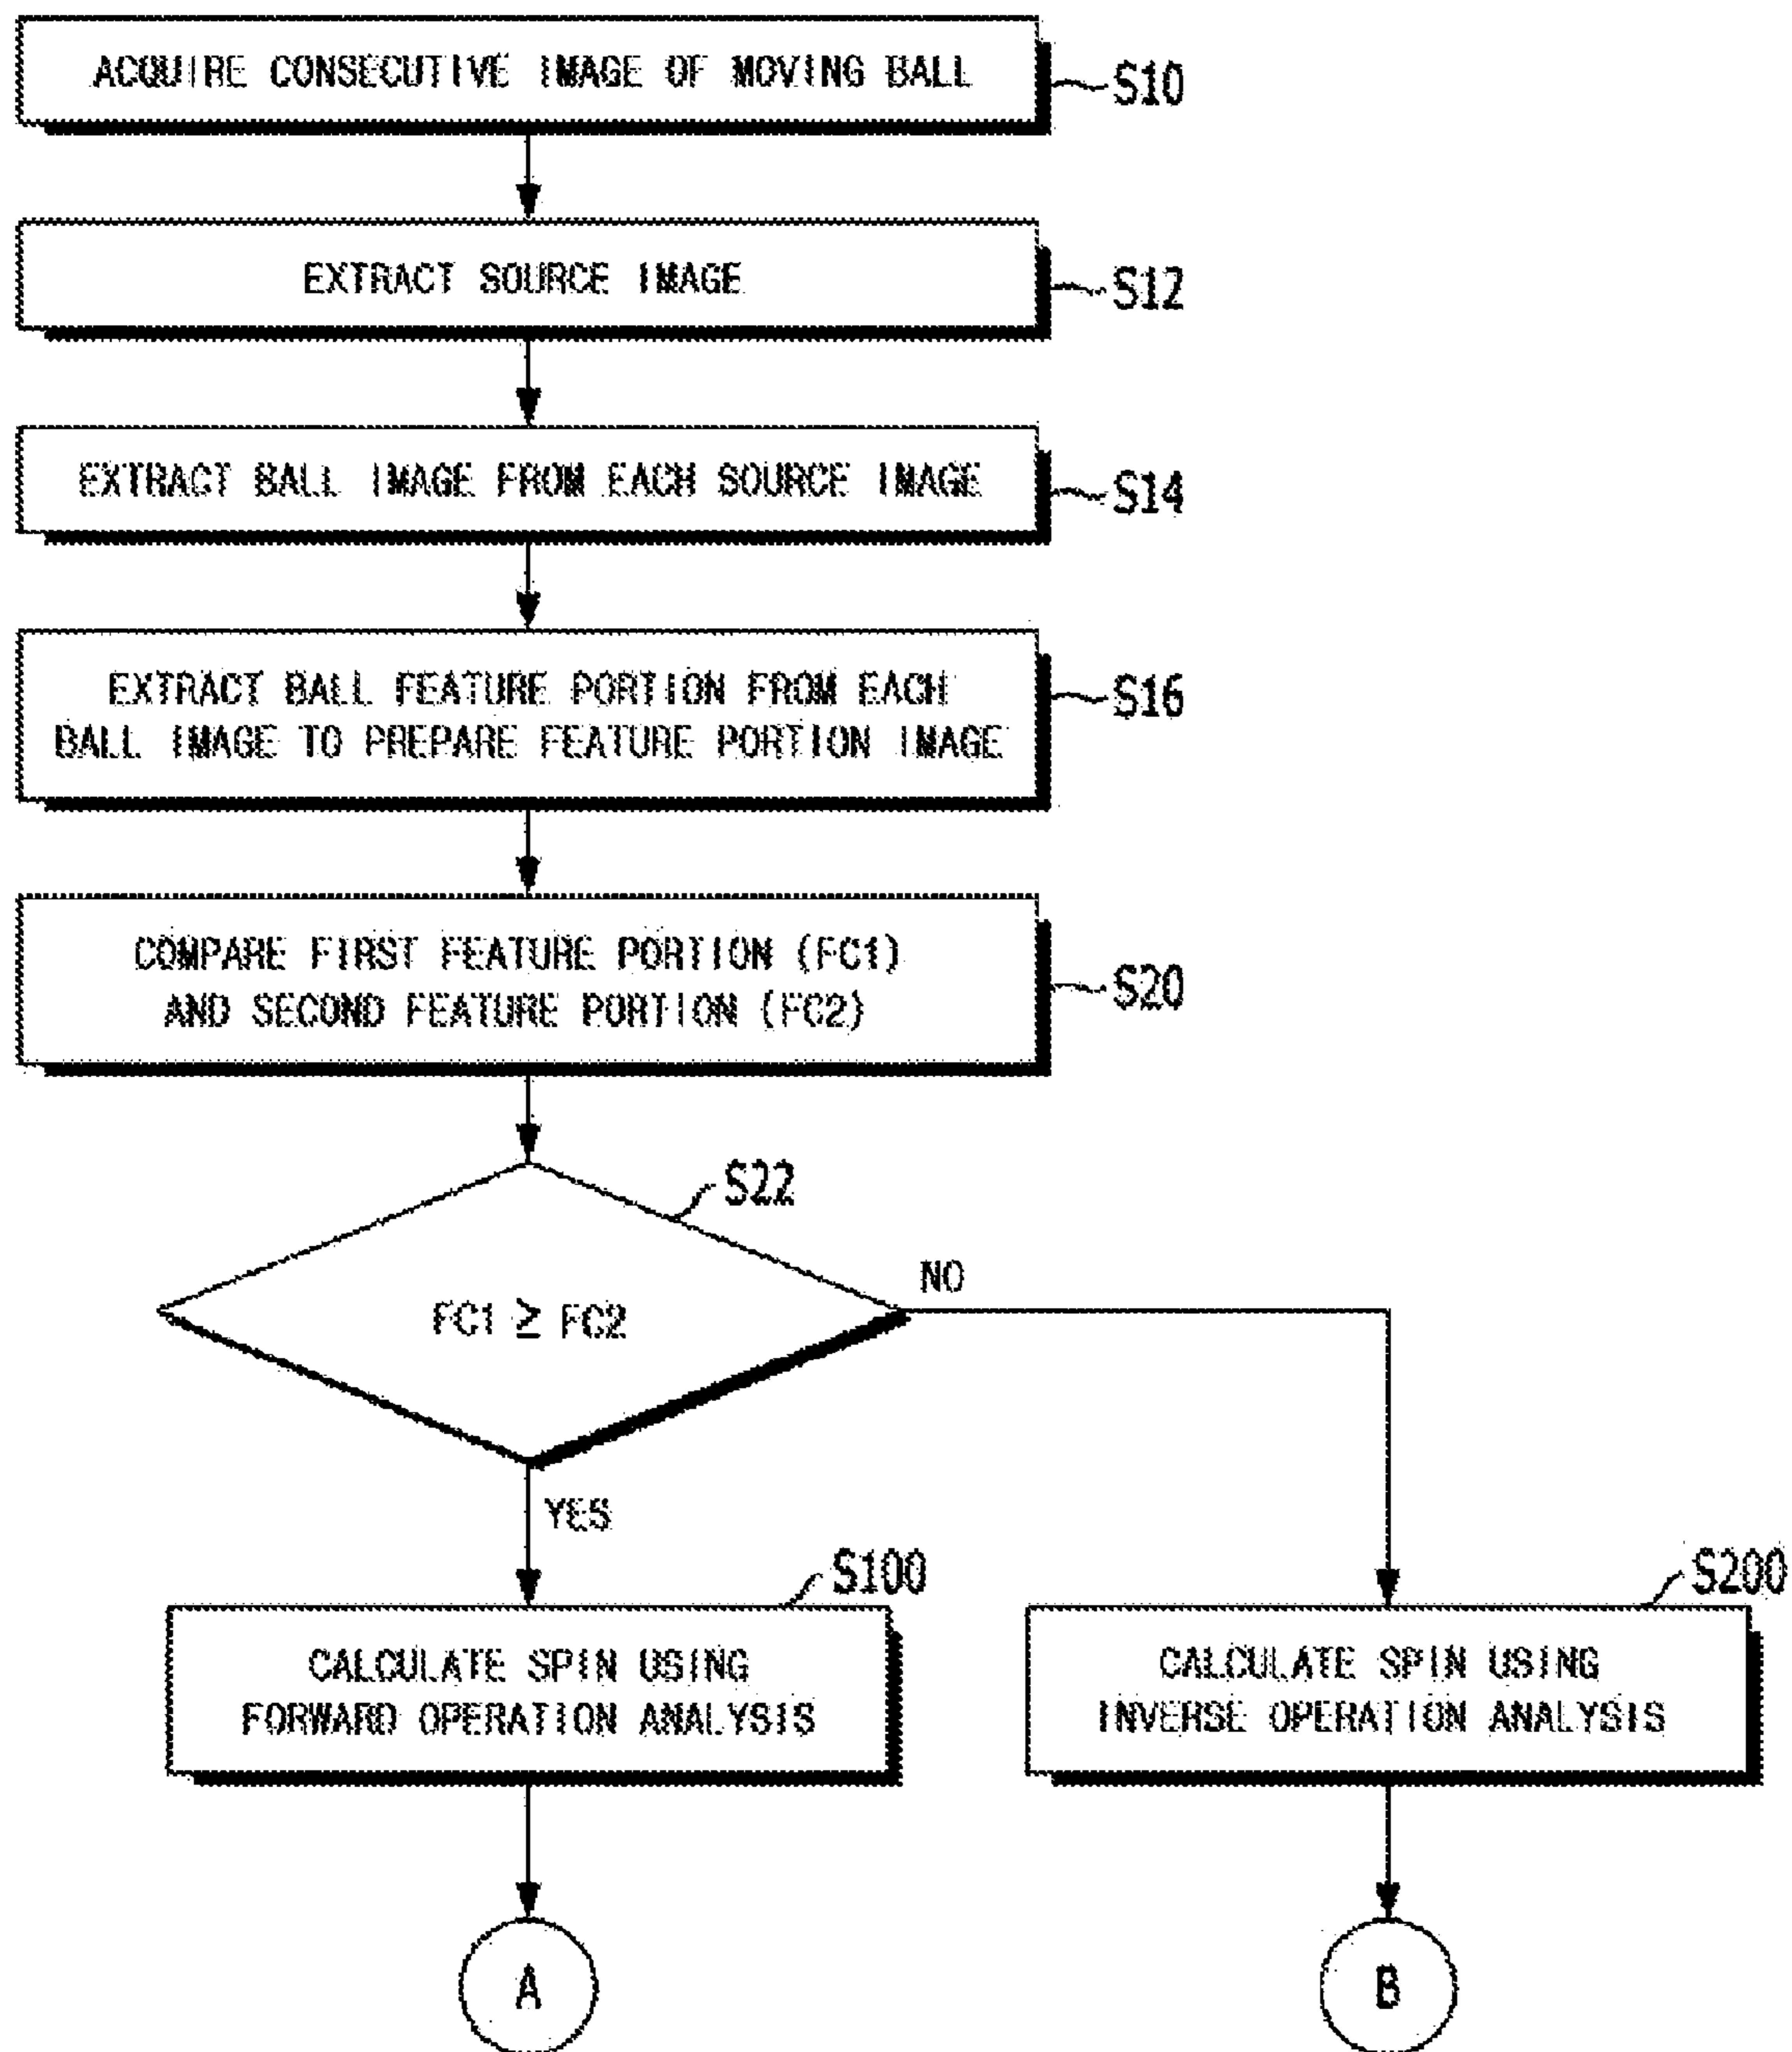 ACQUIRE CONSECUTIVE IMAGE OF MOVING BALL
S10
EXTRACT SOURCE IMAGE
S12
EXTRACT BALL IMAGE FROM EACH SOURCE IMAGE
S14
EXTRACT BALL FEATURE PORTION FROM EACH
BALL IMAGE TO PREPARE FEATURE PORTION IMAGE
S16
COMPARE FIRST FEATURE PORTION (FC1)
AND SECOND FEATURE PORTION (FC2)
S20
S22
FC1 ≥ FC2
NO
YES
S100
CALCULATE SPIN USING
FORWARD OPERATION ANALYSIS
S200
CALCULATE SPIN USING
INVERSE OPERATION ANALYSIS
A
B